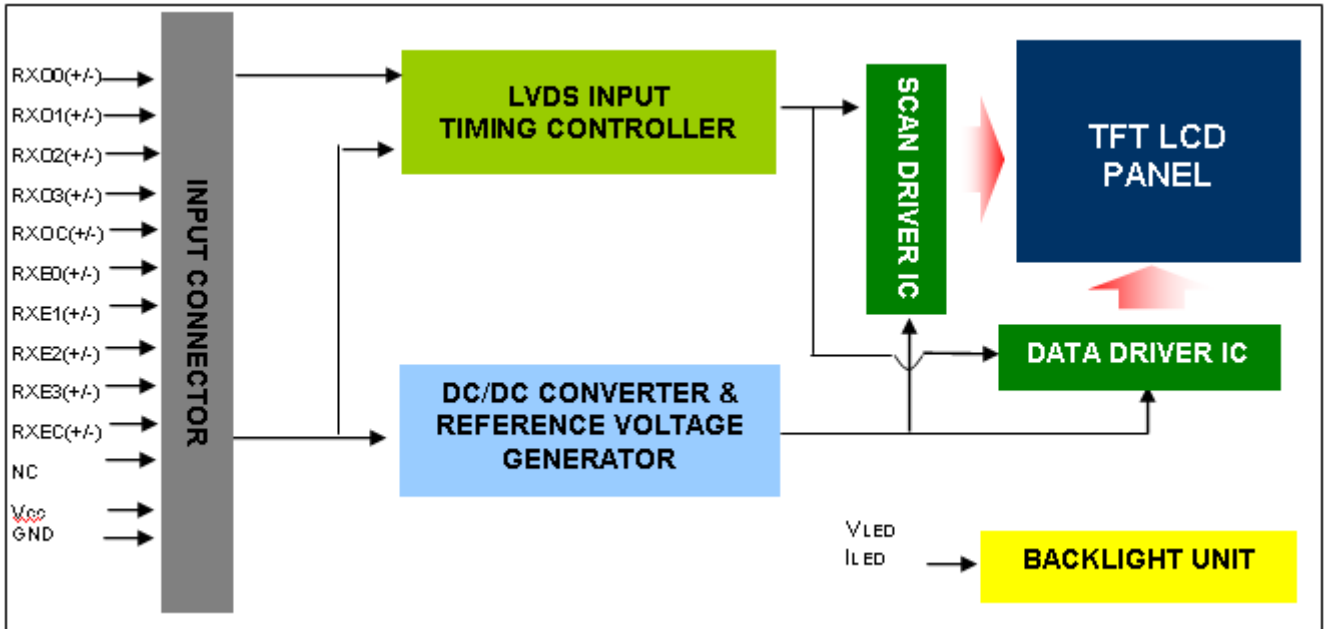 RXO0(+/-)
RXO1(+/-)
RXO2(+/-)
RXO3(+/-)
RXOC(+/-)
RXE0(+/-)
RXE1(+/-)
RXE2(+/-)
RXE3(+/-)
RXEC(+/-)
NC
Vcc
GND
INPUT CONNECTOR
LVDS INPUT
TIMING CONTROLLER
DC/DC CONVERTER &
REFERENCE VOLTAGE
GENERATOR
SCAN DRIVER IC
TFT LCD
PANEL
DATA DRIVER IC
VLED
ILED
BACKLIGHT UNIT